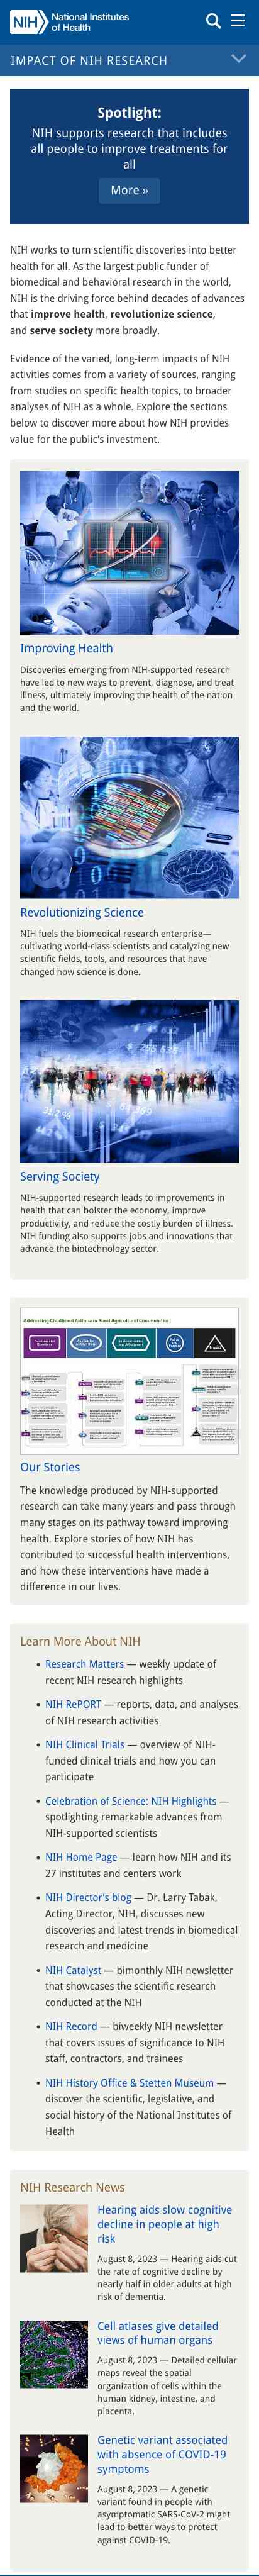 NIH National Institutes
of Health
IMPACT OF NIH RESEARCH
Spotlight:
NIH supports research that includes
all people to improve treatments for
all
More »
NIH works to turn scientific discoveries into better
health for all. As the largest public funder of
biomedical and behavioral research in the world,
NIH is the driving force behind decades of advances
that improve health, revolutionize science,
and serve society more broadly.
Evidence of the varied, long-term impacts of NIH
activities comes from a variety of sources, ranging
from studies on specific health topics, to broader
analyses of NIH as a whole. Explore the sections
below to discover more about how NIH provides
value for the public's investment.
Improving Health
Discoveries emerging from NIH-supported research
have led to new ways to prevent, diagnose, and treat
illness, ultimately improving the health of the nation
and the world.
Revolutionizing Science
NIH fuels the biomedical research enterprise—
cultivating world-class scientists and catalyzing new
scientific fields, tools, and resources that have
changed how science is done.
Serving Society
NIH-supported research leads to improvements in
health that can bolster the economy, improve
productivity, and reduce the costly burden of illness.
NIH funding also supports jobs and innovations that
advance the biotechnology sector.
Addressing Childhood Asthma in Rural Agricultural Communities
Our Stories
The knowledge produced by NIH-supported
research can take many years and pass through
many stages on its pathway toward improving
health. Explore stories of how NIH has
contributed to successful health interventions,
and how these interventions have made a
difference in our lives.
Learn More About NIH
• Research Matters — weekly update of
recent NIH research highlights
• NIH RePORT — reports, data, and analyses
of NIH research activities
• NIH Clinical Trials — overview of NIH-
funded clinical trials and how you can
participate
• Celebration of Science: NIH Highlights —
spotlighting remarkable advances from
NIH-supported scientists
• NIH Home Page — learn how NIH and its
27 institutes and centers work
• NIH Director's blog — Dr. Larry Tabak,
Acting Director, NIH, discusses new
discoveries and latest trends in biomedical
research and medicine
• NIH Catalyst — bimonthly NIH newsletter
that showcases the scientific research
conducted at the NIH
• NIH Record — biweekly NIH newsletter
that covers issues of significance to NIH
staff, contractors, and trainees
• NIH History Office & Stetten Museum —
discover the scientific, legislative, and
social history of the National Institutes of
Health
NIH Research News
Hearing aids slow cognitive
decline in people at high
risk
August 8, 2023 — Hearing aids cut
the rate of cognitive decline by
nearly half in older adults at high
risk of dementia.
Cell atlases give detailed
views of human organs
August 8, 2023 — Detailed cellular
maps reveal the spatial
organization of cells within the
human kidney, intestine, and
placenta.
Genetic variant associated
with absence of COVID-19
symptoms
August 8, 2023 — A genetic
variant found in people with
asymptomatic SARS-CoV-2 might
lead to better ways to protect
against COVID-19.